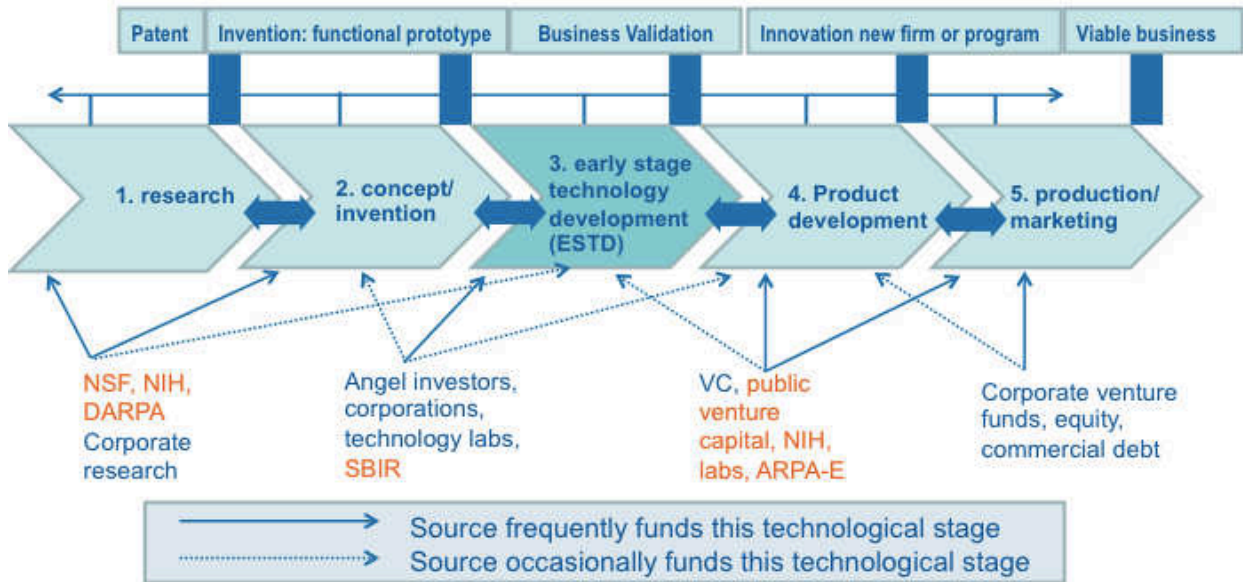 Patent
Invention: functional prototype
Business Validation
Innovation new firm or program
Viable business
1. research
2. concept/
invention
3. early stage
technology
development
(ESTD)
4. Product
development
5. production/
marketing
NSF, NIH,
DARPA
Corporate
research
Angel investors,
corporations,
technology labs,
SBIR
VC, public
venture
capital, NIH,
labs, ARPA-E
Corporate venture
funds, equity,
commercial debt
Source frequently funds this technological stage
Source occasionally funds this technological stage